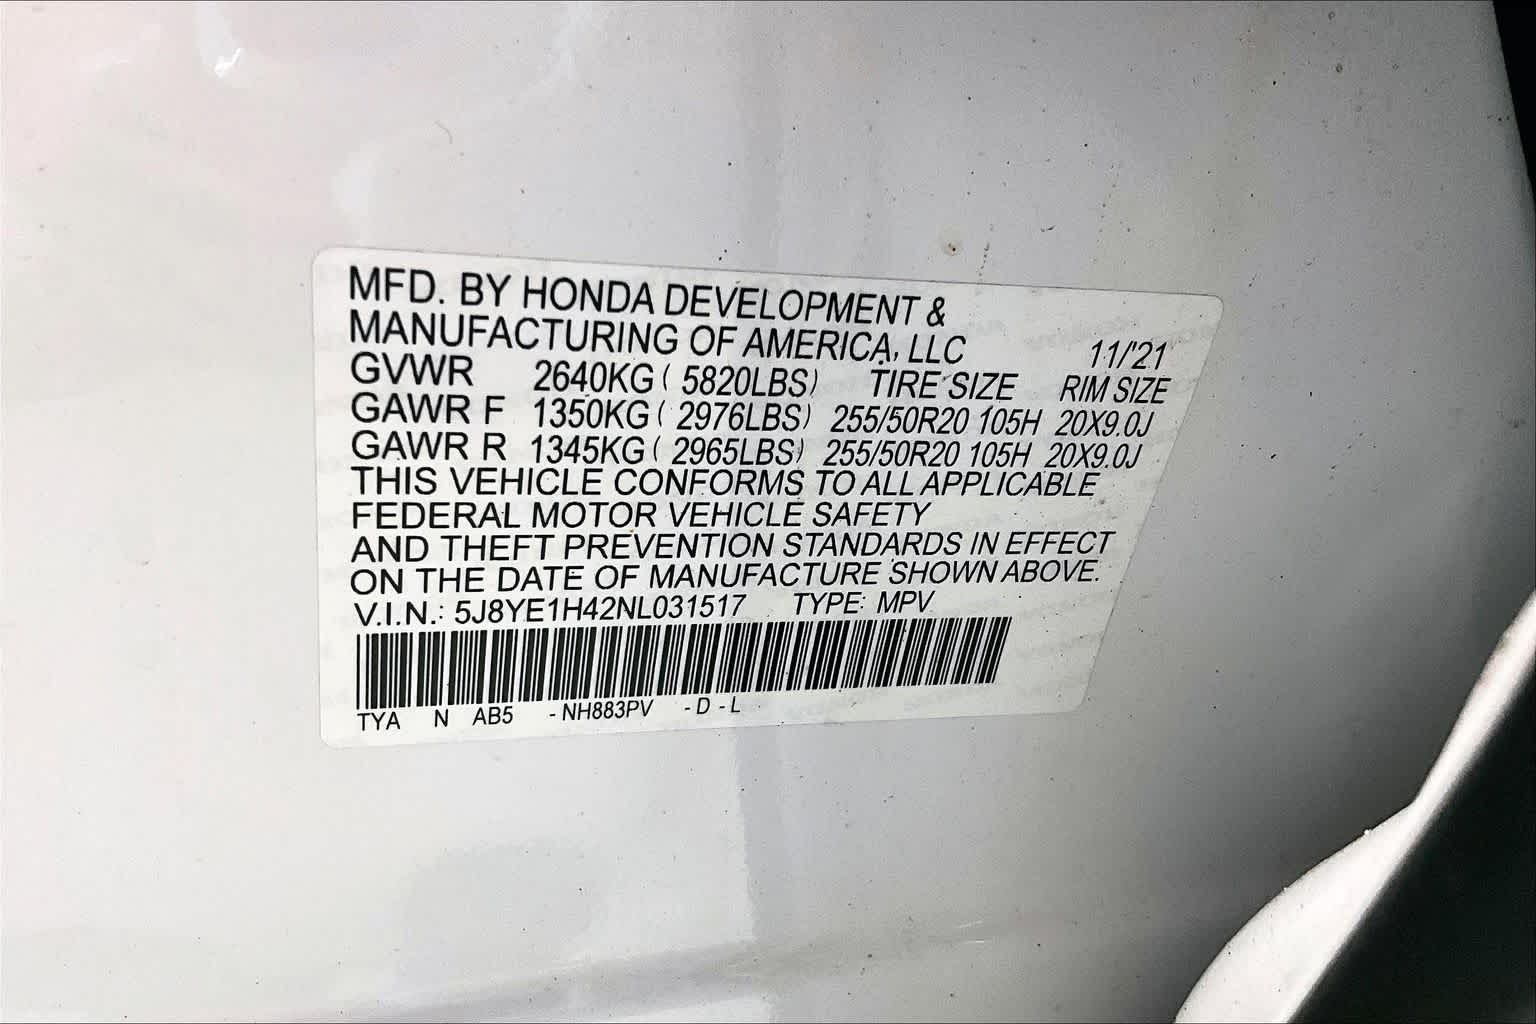 MFD. BY HONDA DEVELOPMENT &
MANUFACTURING OF AMERICA, LLC 11/'21
GVWR 2640KG ( 5820LBS) TIRE SIZE RIM SIZE
GAWR F 1350KG ( 2976LBS) 255/50R20 105H 20X9.0J
GAWR R 1345KG ( 2965LBS) 255/50R20 105H 20X9.0J
THIS VEHICLE CONFORMS TO ALL APPLICABLE
FEDERAL MOTOR VEHICLE SAFETY
AND THEFT PREVENTION STANDARDS IN EFFECT
ON THE DATE OF MANUFACTURE SHOWN ABOVE.
V.I.N.: 5J8YE1H42NL031517 TYPE: MPV
TYA N AB5 - NH883PV - D - L